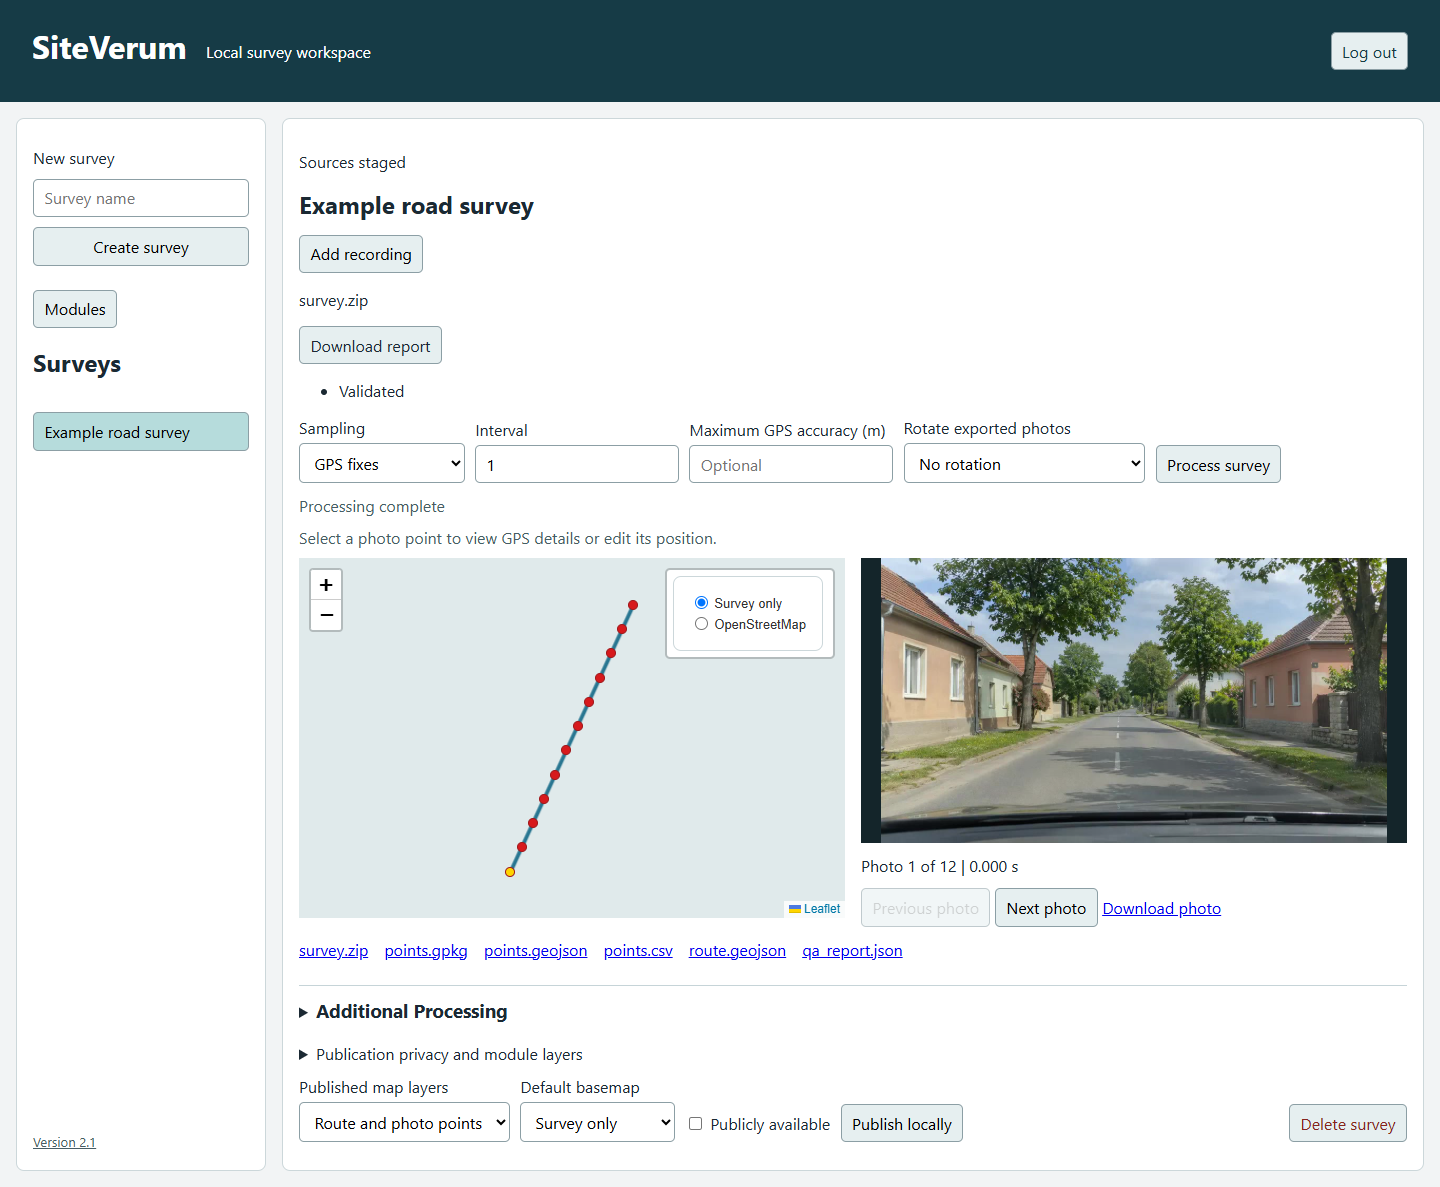 SiteVerum
Local survey workspace
Log out
New survey
Survey name
Create survey
Modules
Surveys
Example road survey
Version 2.1
Sources staged
Example road survey
Add recording
survey.zip
Download report
Validated
Sampling
GPS fixes
Interval
1
Maximum GPS accuracy (m)
Optional
Rotate exported photos
No rotation
Process survey
Processing complete
Select a photo point to view GPS details or edit its position.
+
−
Survey only
OpenStreetMap
Leaflet
Photo 1 of 12 | 0.000 s
Previous photo
Next photo
Download photo
survey.zip points.gpkg points.geojson points.csv route.geojson qa_report.json
Additional Processing
Publication privacy and module layers
Published map layers
Route and photo points
Default basemap
Survey only
Publicly available
Publish locally
Delete survey